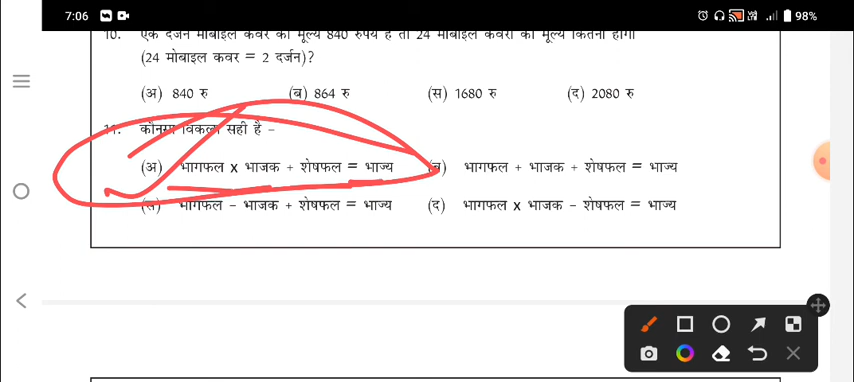 7:06 98%
10. एक दर्जन मोबाइल कवर का मूल्य 840 रुपये है तो 24 मोबाइल कवरों का मूल्य कितना होगा
(24 मोबाइल कवर = 2 दर्जन)?
(अ) 840 रु (ब) 864 रु (स) 1680 रु (द) 2080 रु
11. कौनसा विकल्प सही है –
(अ) भागफल x भाजक + शेषफल = भाज्य (ब) भागफल + भाजक + शेषफल = भाज्य
(स) भागफल – भाजक + शेषफल = भाज्य (द) भागफल x भाजक – शेषफल = भाज्य